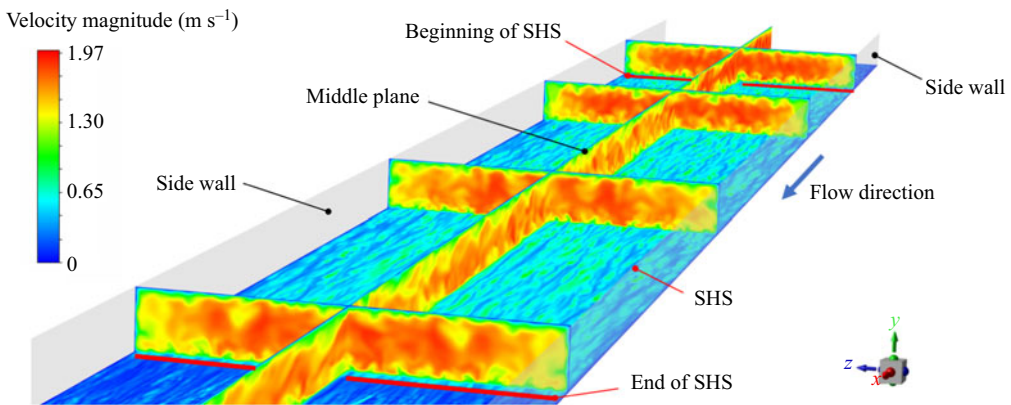 Velocity magnitude (m s–1)
1.97
1.30
0.65
0
Beginning of SHS
Middle plane
Side wall
Side wall
Flow direction
SHS
End of SHS
y
z
x